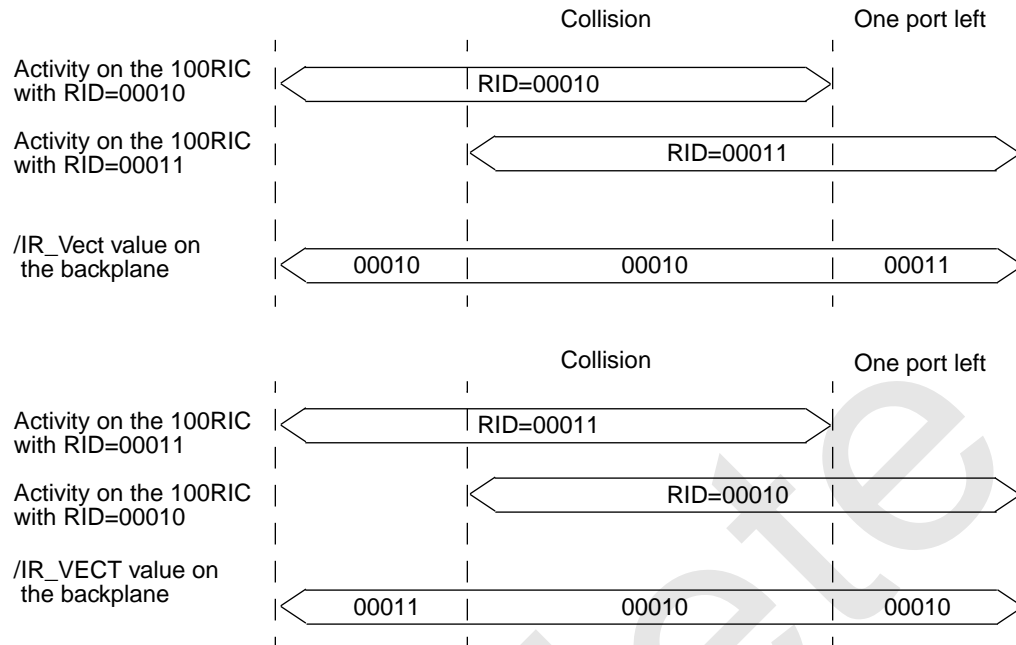 Collision One port left
Activity on the 100RIC
with RID=00010
RID=00010
Activity on the 100RIC
with RID=00011
RID=00011
/IR_Vect value on
the backplane
00010 00010 00011
Collision One port left
Activity on the 100RIC
with RID=00011
RID=00011
Activity on the 100RIC
with RID=00010
RID=00010
/IR_VECT value on
the backplane
00011 00010 00010